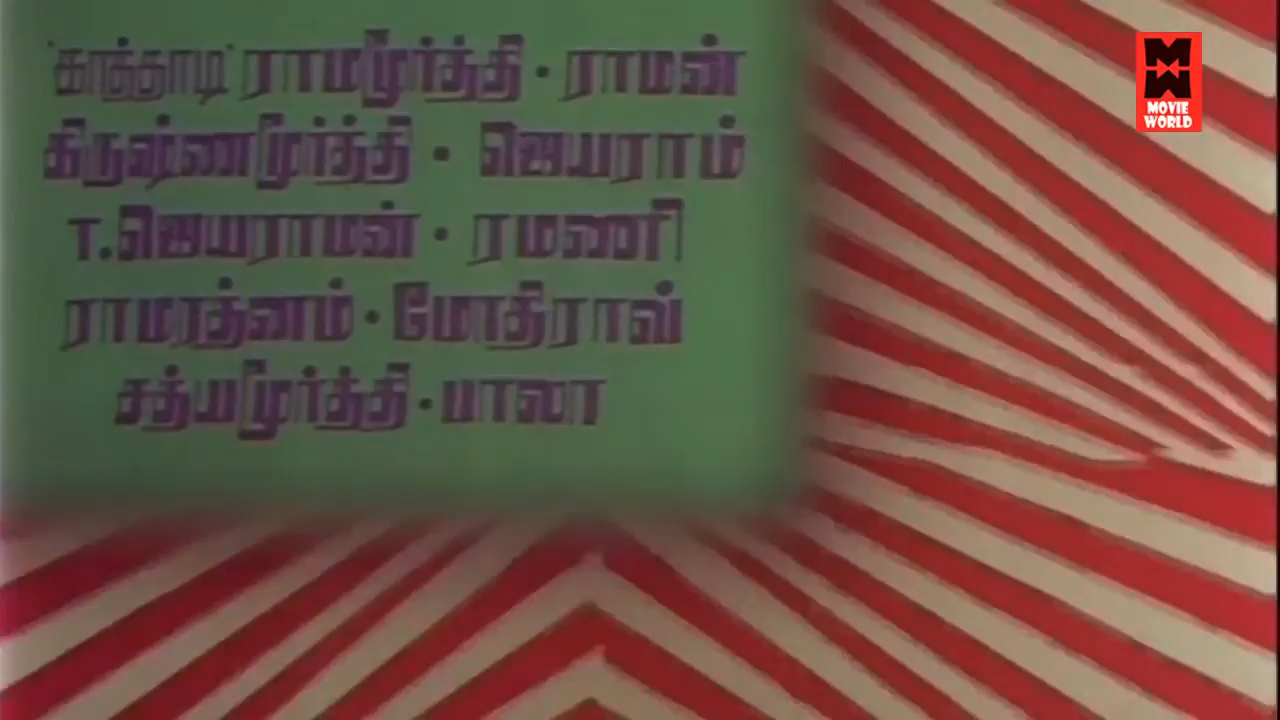 'காத்தாடி' ராமமூர்த்தி • ராமன்
கிருஷ்ணமூர்த்தி • ஜெயராம்
T.ஜெயராமன் • ரமணி
ராமரத்னம் • மோதிராவ்
சத்யமூர்த்தி • பாலா
MOVIE
WORLD